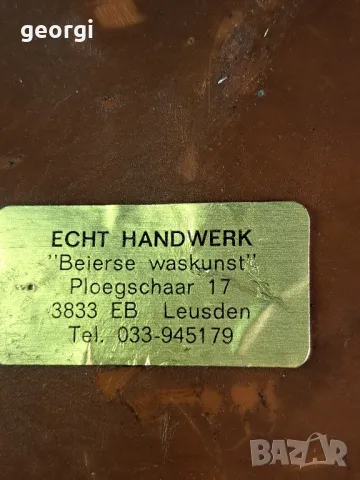 georgi
ECHT HANDWERK
"Beierse waskunst"
Ploegschaar 17
3833 EB Leusden
Tel. 033-945179
BAZAR